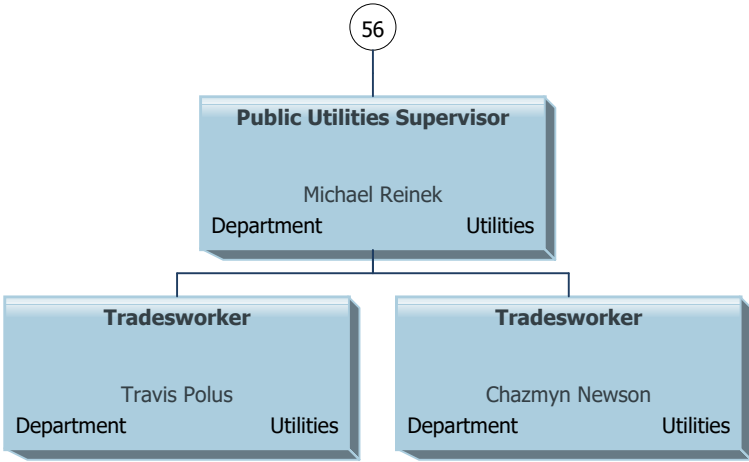 56
Public Utilities Supervisor
Michael Reinek
Department Utilities
Tradesworker
Travis Polus
Department Utilities
Tradesworker
Chazmyn Newson
Department Utilities